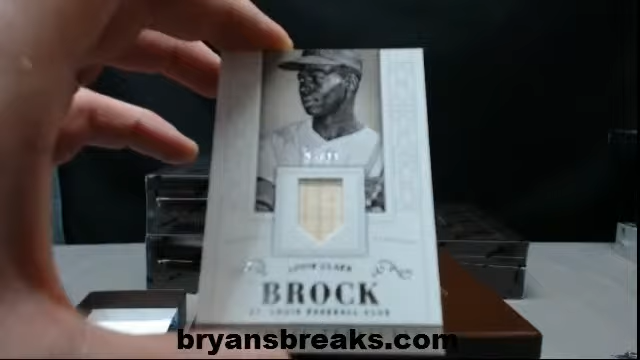 LOUIS CLARK
BROCK
ST. LOUIS BASEBALL CLUB
bryansbreaks.com